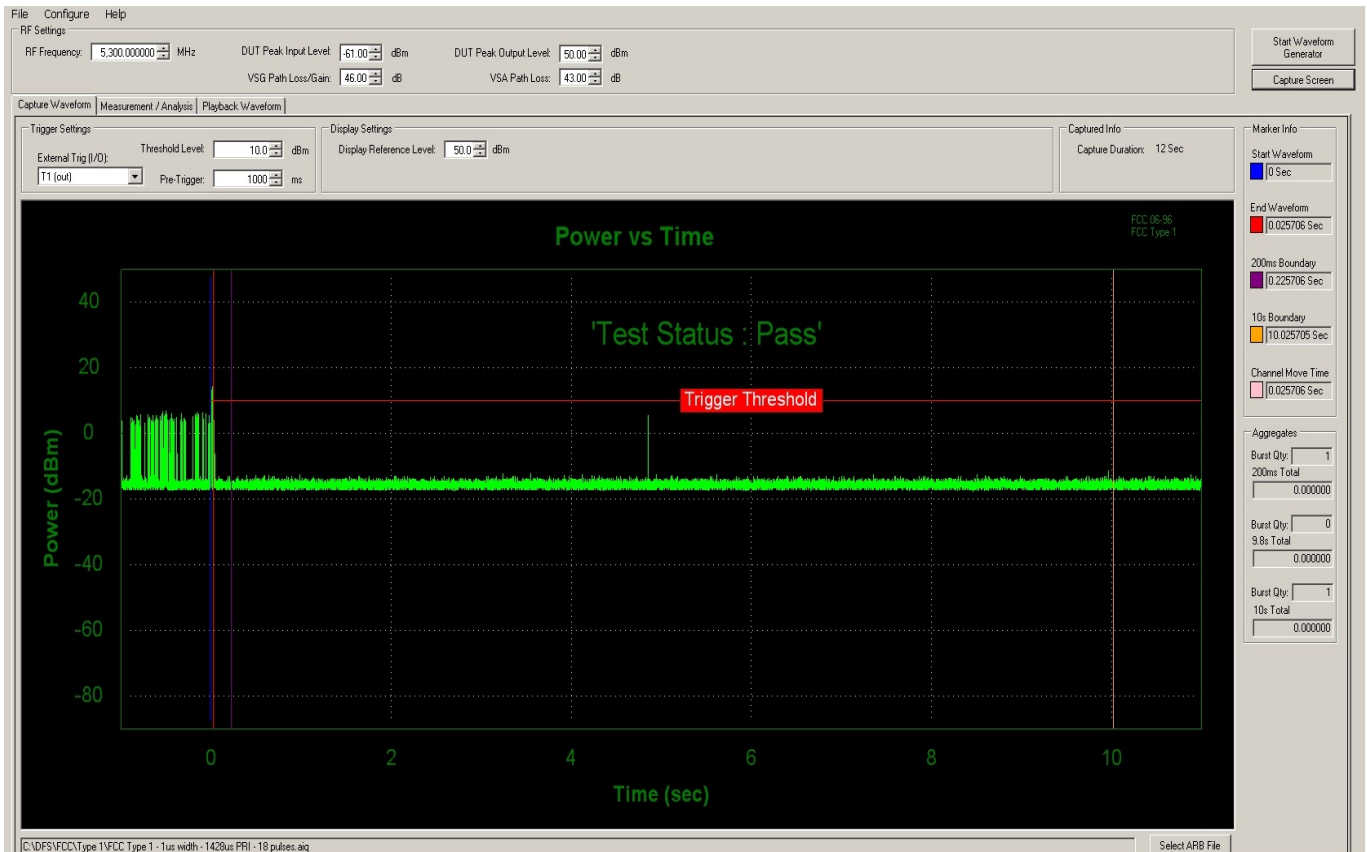 File Configure Help
RF Settings
RF Frequency: 5,300.000000 MHz DUT Peak Input Level: -61.00 dBm DUT Peak Output Level: 50.00 dBm
VSG Path Loss/Gain: 46.00 dB VSA Path Loss: 43.00 dB
Start Waveform Generator
Capture Screen
Capture Waveform Measurement / Analysis Playback Waveform
Trigger Settings
External Trig (I/O): Threshold Level: 10.0 dBm
T1 (out) Pre-Trigger: 1000 ms
Display Settings
Display Reference Level: 50.0 dBm
Captured Info
Capture Duration: 12 Sec
Marker Info
Start Waveform
0 Sec
End Waveform
0.025706 Sec
200ms Boundary
0.225706 Sec
10s Boundary
10.025705 Sec
Channel Move Time
0.025706 Sec
Aggregates
Burst Qty: 1
200ms Total
0.000000
Burst Qty: 0
9.8s Total
0.000000
Burst Qty: 1
10s Total
0.000000
Power vs Time
FCC 06-96
FCC Type 1
'Test Status : Pass'
Trigger Threshold
Power (dBm)
40
20
0
-20
-40
-60
-80
0 2 4 6 8 10
Time (sec)
C:\DFS\FCC\Type 1\FCC Type 1 - 1us width - 1428us PRI - 18 pulses.aiq
Select ARB File